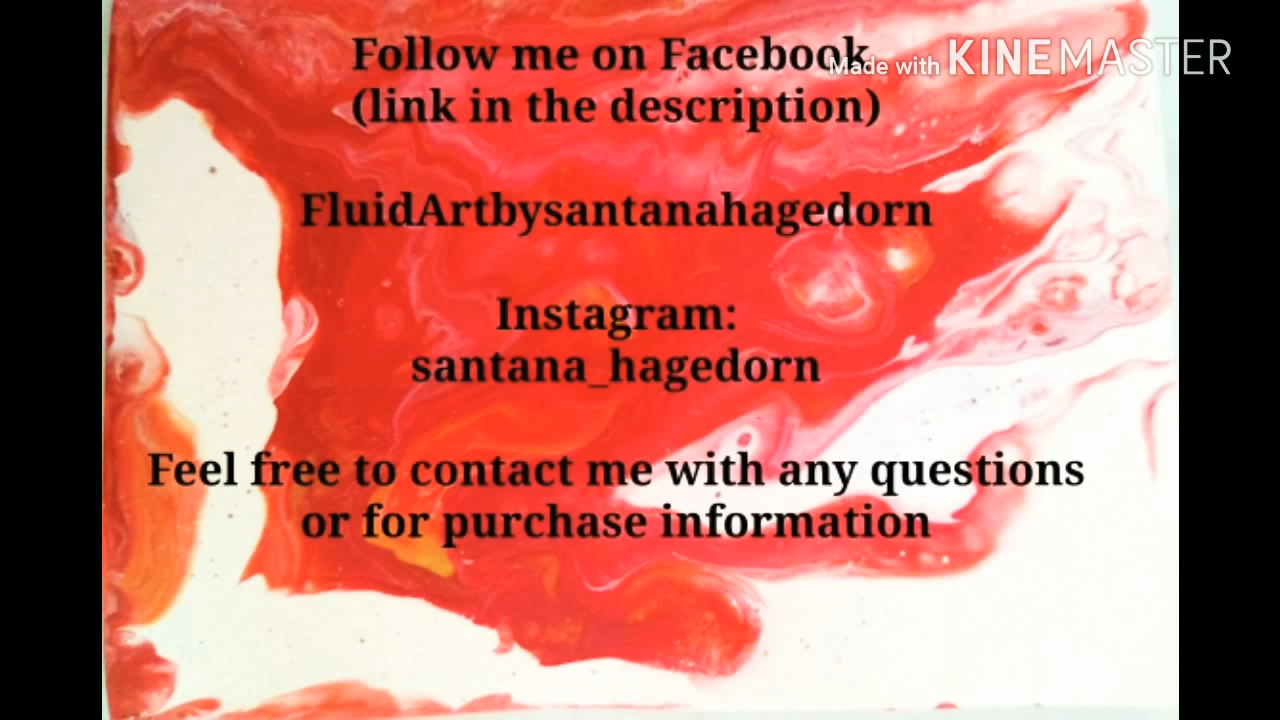 Follow me on Facebook
Made with KINEMASTER
(link in the description)
FluidArtbysantanahagedorn
Instagram:
santana_hagedorn
Feel free to contact me with any questions
or for purchase information